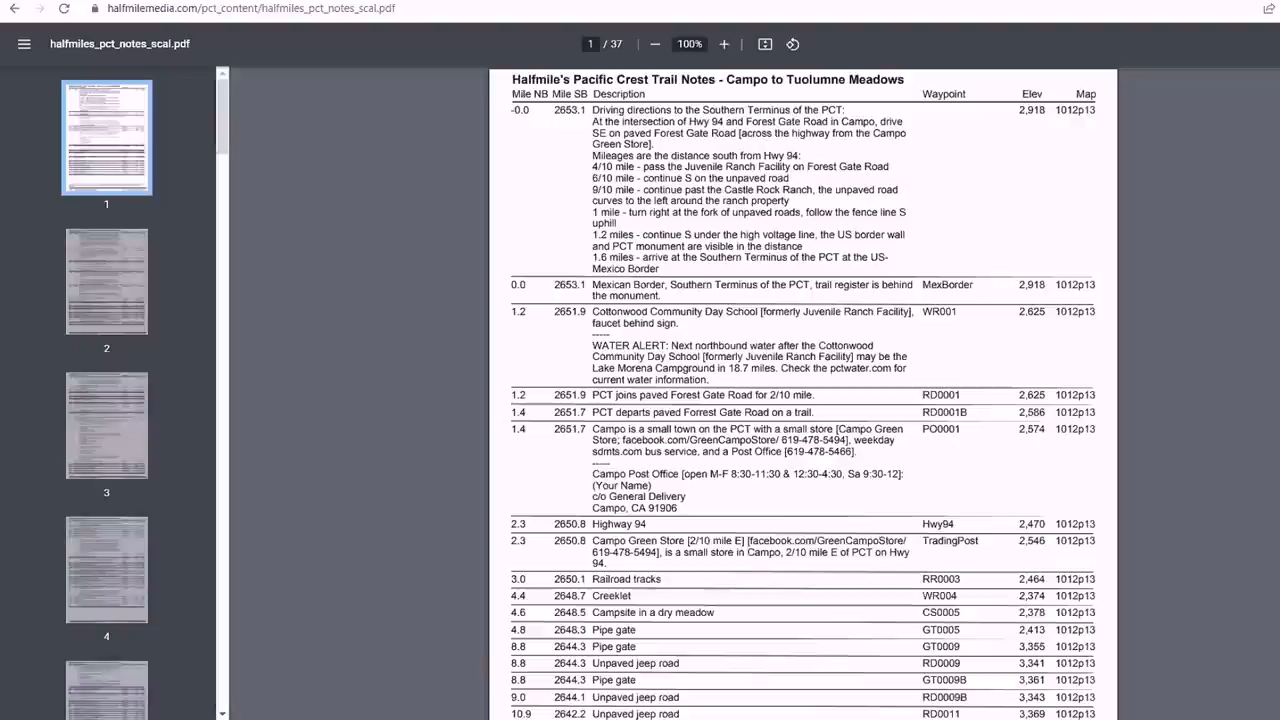 halfmilemedia.com/pct_content/halfmiles_pct_notes_scal.pdf
halfmiles_pct_notes_scal.pdf
1 / 37
100%
Halfmile's Pacific Crest Trail Notes - Campo to Tuolumne Meadows
Mile NB Mile SB Description Waypoint Elev Map
-0.0 2653.1 Driving directions to the Southern Terminus of the PCT: 2,918 1012p13
At the intersection of Hwy 94 and Forest Gate Road in Campo, drive
SE on paved Forest Gate Road [across the highway from the Campo
Green Store].
Mileages are the distance south from Hwy 94:
4/10 mile - pass the Juvenile Ranch Facility on Forest Gate Road
6/10 mile - continue S on the unpaved road
9/10 mile - continue past the Castle Rock Ranch, the unpaved road
curves to the left around the ranch property
1 mile - turn right at the fork of unpaved roads, follow the fence line S
uphill
1.2 miles - continue S under the high voltage line, the US border wall
and PCT monument are visible in the distance
1.6 miles - arrive at the Southern Terminus of the PCT at the US-
Mexico Border
0.0 2653.1 Mexican Border, Southern Terminus of the PCT, trail register is behind MexBorder 2,918 1012p13
the monument.
1.2 2651.9 Cottonwood Community Day School [formerly Juvenile Ranch Facility], WR001 2,625 1012p13
faucet behind sign.
-----
WATER ALERT: Next northbound water after the Cottonwood
Community Day School [formerly Juvenile Ranch Facility] may be the
Lake Morena Campground in 18.7 miles. Check the pctwater.com for
current water information.
1.2 2651.9 PCT joins paved Forest Gate Road for 2/10 mile. RD0001 2,625 1012p13
1.4 2651.7 PCT departs paved Forrest Gate Road on a trail. RD0001B 2,586 1012p13
1.4 2651.7 Campo is a small town on the PCT with a small store [Campo Green PO0001 2,574 1012p13
Store; facebook.com/GreenCampoStore/ 619-478-5494], weekday
sdmts.com bus service, and a Post Office [619-478-5466].
-----
Campo Post Office [open M-F 8:30-11:30 & 12:30-4:30, Sa 9:30-12]:
(Your Name)
c/o General Delivery
Campo, CA 91906
2.3 2650.8 Highway 94 Hwy94 2,470 1012p13
2.3 2650.8 Campo Green Store [2/10 mile E] [facebook.com/GreenCampoStore/ TradingPost 2,546 1012p13
619-478-5494], is a small store in Campo, 2/10 mile E of PCT on Hwy
94.
3.0 2650.1 Railroad tracks RR0003 2,464 1012p13
4.4 2648.7 Creeklet WR004 2,374 1012p13
4.6 2648.5 Campsite in a dry meadow CS0005 2,378 1012p13
4.8 2648.3 Pipe gate GT0005 2,413 1012p13
8.8 2644.3 Pipe gate GT0009 3,355 1012p13
8.8 2644.3 Unpaved jeep road RD0009 3,341 1012p13
8.8 2644.3 Pipe gate GT0009B 3,361 1012p13
9.0 2644.1 Unpaved jeep road RD0009B 3,343 1012p13
10.9 2642.2 Unpaved jeep road RD0011 3,369 1012p13
1
2
3
4